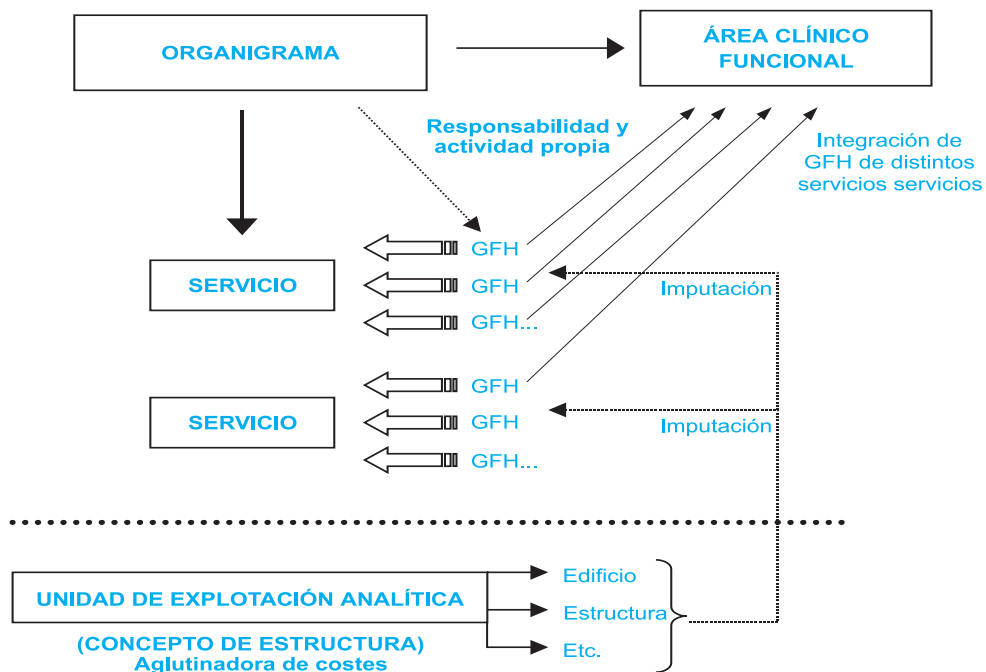 ORGANIGRAMA
ÁREA CLÍNICO
FUNCIONAL
Responsabilidad y
actividad propia
Integración de
GFH de distintos
servicios servicios
GFH
SERVICIO
GFH
Imputación
GFH...
GFH
SERVICIO
GFH
Imputación
GFH...
Edificio
UNIDAD DE EXPLOTACIÓN ANALÍTICA
Estructura
(CONCEPTO DE ESTRUCTURA)
Aglutinadora de costes
Etc.